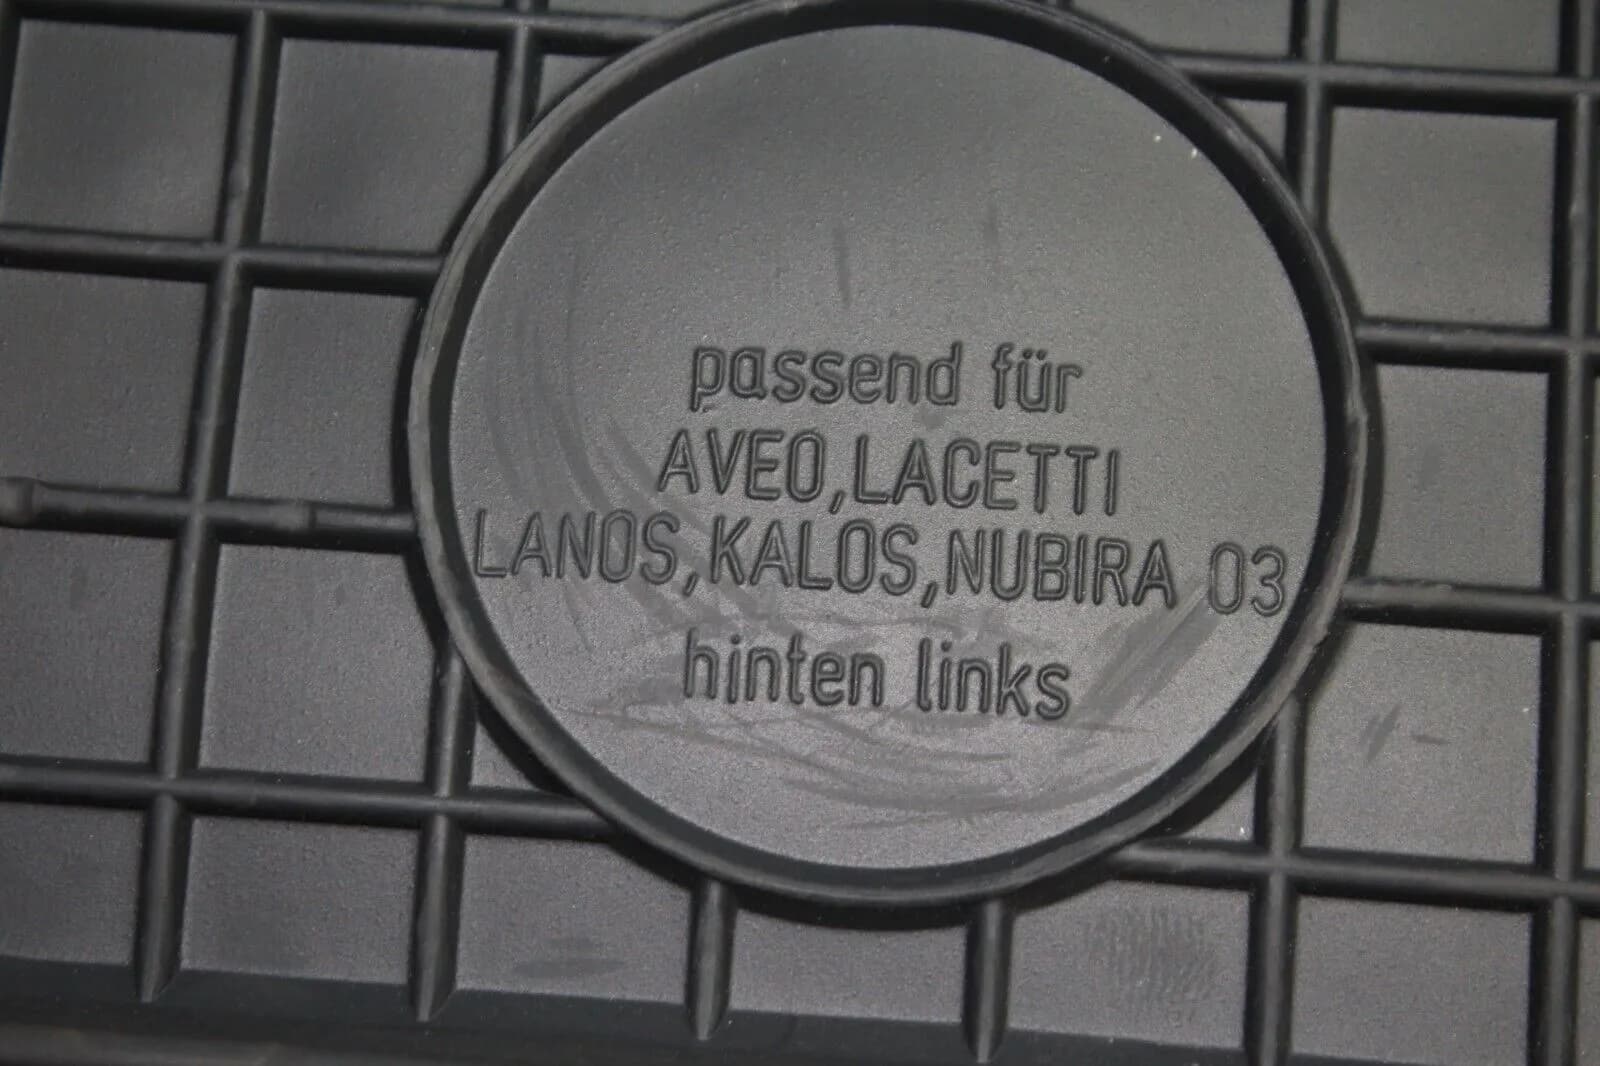 passend für
AVEO,LACETTI
LANOS,KALOS,NUBIRA 03
hinten links